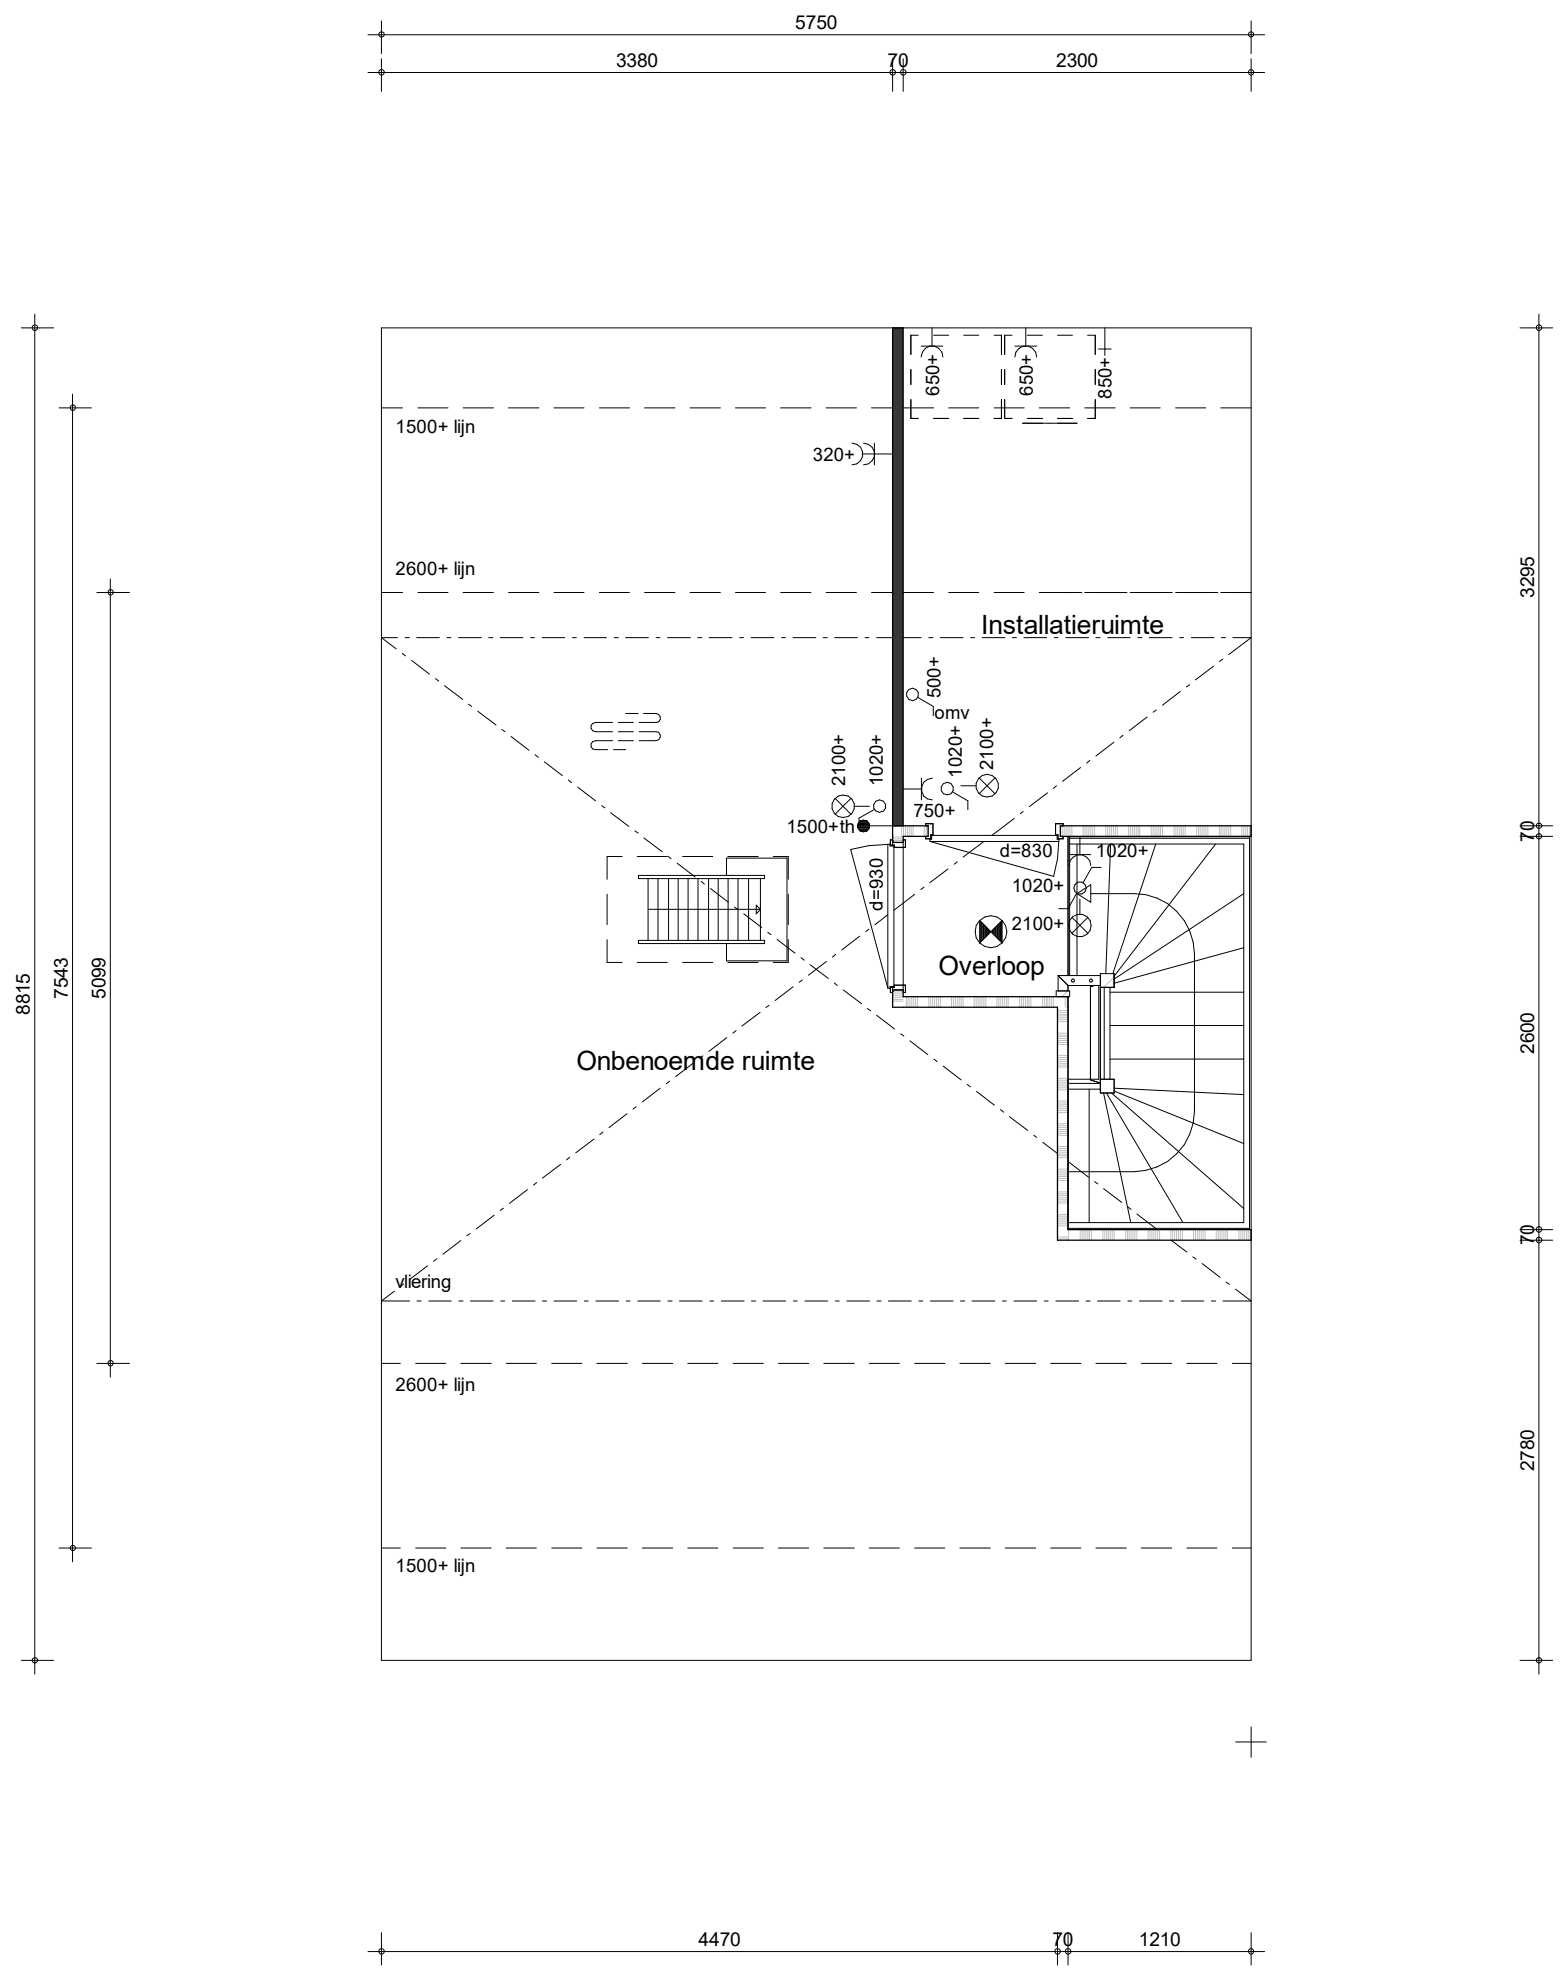 5750
3380
70
2300
650+
650+
850+
1500+ lijn
320+
2600+ lijn
3295
Installatieruimte
500+
omv
2100+
1020+
1020+
2100+
750+
1500+th
70
d=930
d=830
1020+
1020+
2100+
Overloop
8815
7543
5099
2600
Onbenoemde ruimte
70
vliering
2600+ lijn
2780
1500+ lijn
4470
70
1210